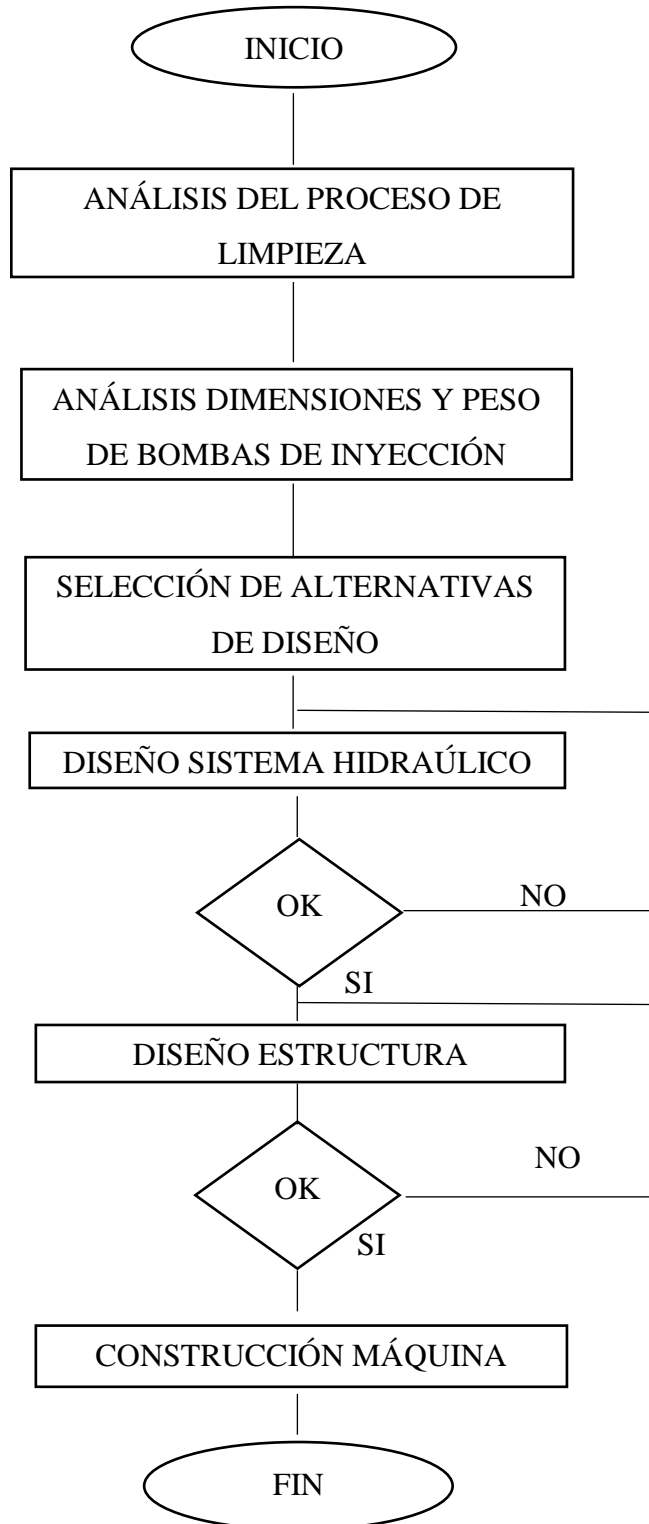 INICIO
ANÁLISIS DEL PROCESO DE
LIMPIEZA
ANÁLISIS DIMENSIONES Y PESO
DE BOMBAS DE INYECCIÓN
SELECCIÓN DE ALTERNATIVAS
DE DISEÑO
DISEÑO SISTEMA HIDRAÚLICO
OK
NO
SI
DISEÑO ESTRUCTURA
OK
NO
SI
CONSTRUCCIÓN MÁQUINA
FIN